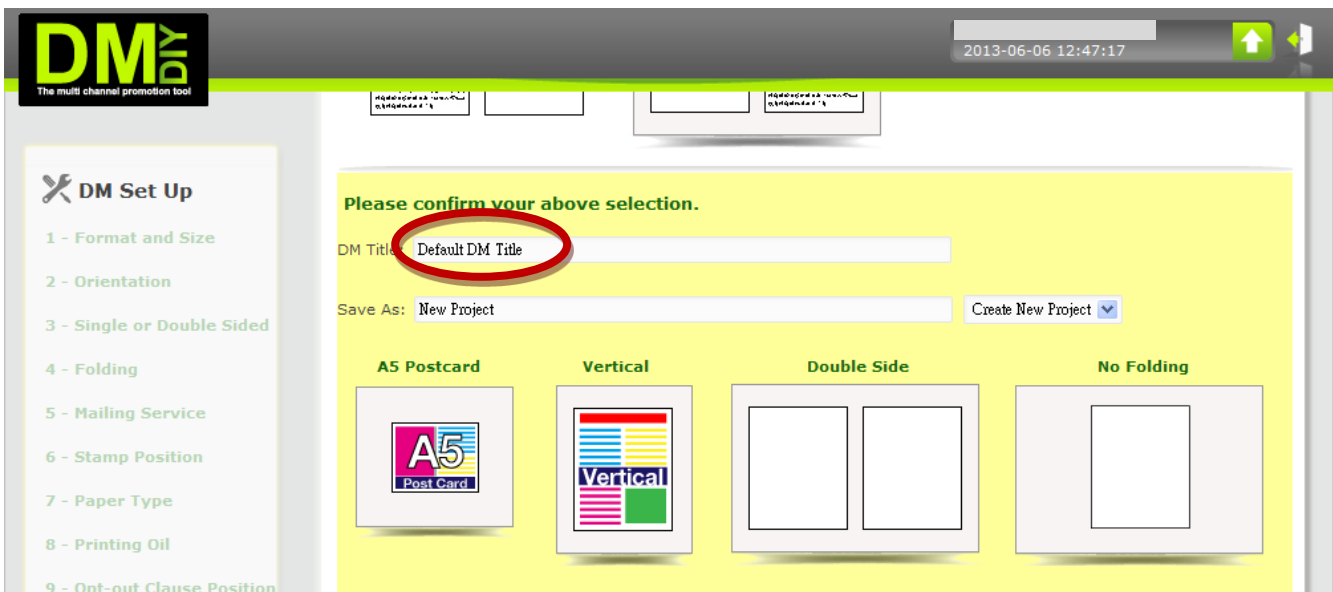 DM DIY
The multi channel promotion tool
2013-06-06 12:47:17
DM Set Up
1 - Format and Size
2 - Orientation
3 - Single or Double Sided
4 - Folding
5 - Mailing Service
6 - Stamp Position
7 - Paper Type
8 - Printing Oil
9 - Opt-out Clause Position
Please confirm your above selection.
DM Title: Default DM Title
Save As: New Project Create New Project
A5 Postcard Vertical Double Side No Folding
A5
Post Card
Vertical